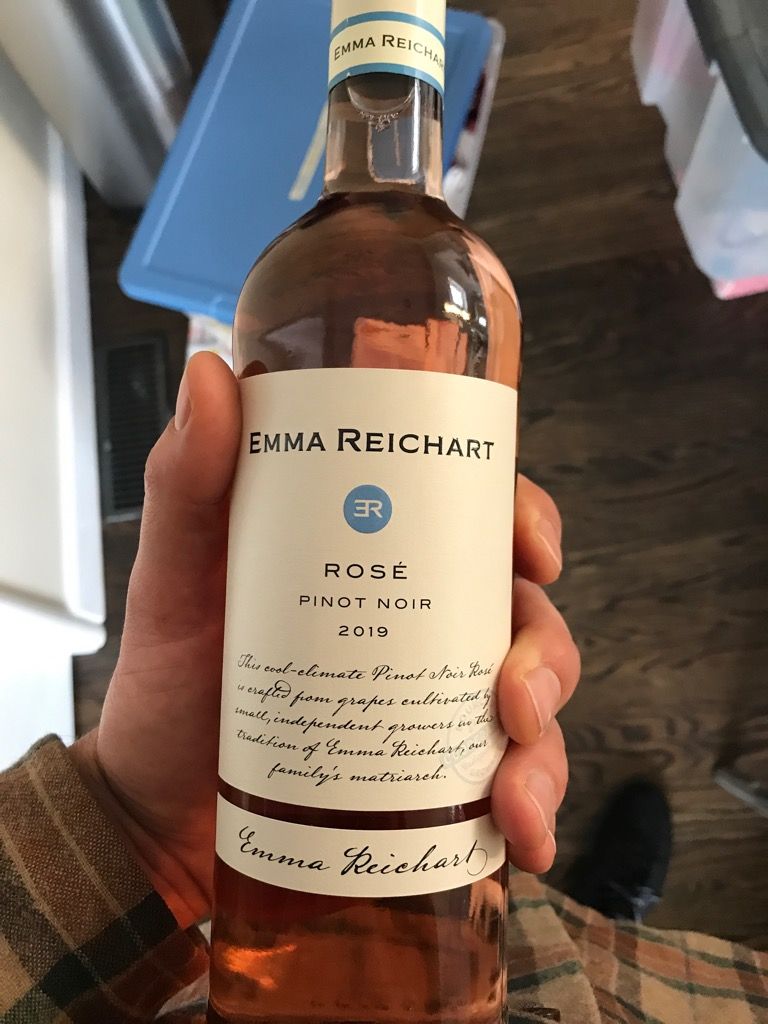 EMMA REICHAR
EMMA REICHART
ER
ROSÉ
PINOT NOIR
2019
This cool-climate Pinot Noir Rosé
is crafted from grapes cultivated by
small, independent growers in the
tradition of Emma Reichart, our
family's matriarch.
Emma Reichart